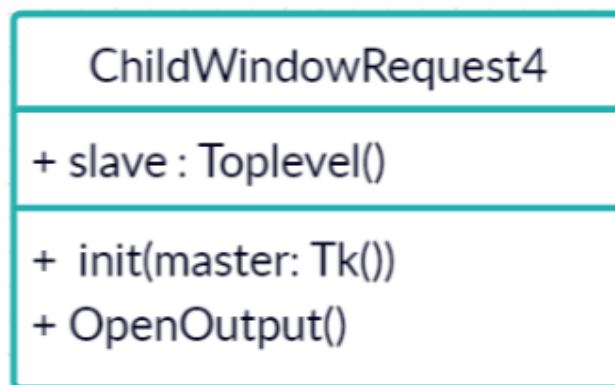 ChildWindowRequest4
+ slave : Toplevel()
+ init(master: Tk())
+ OpenOutput()